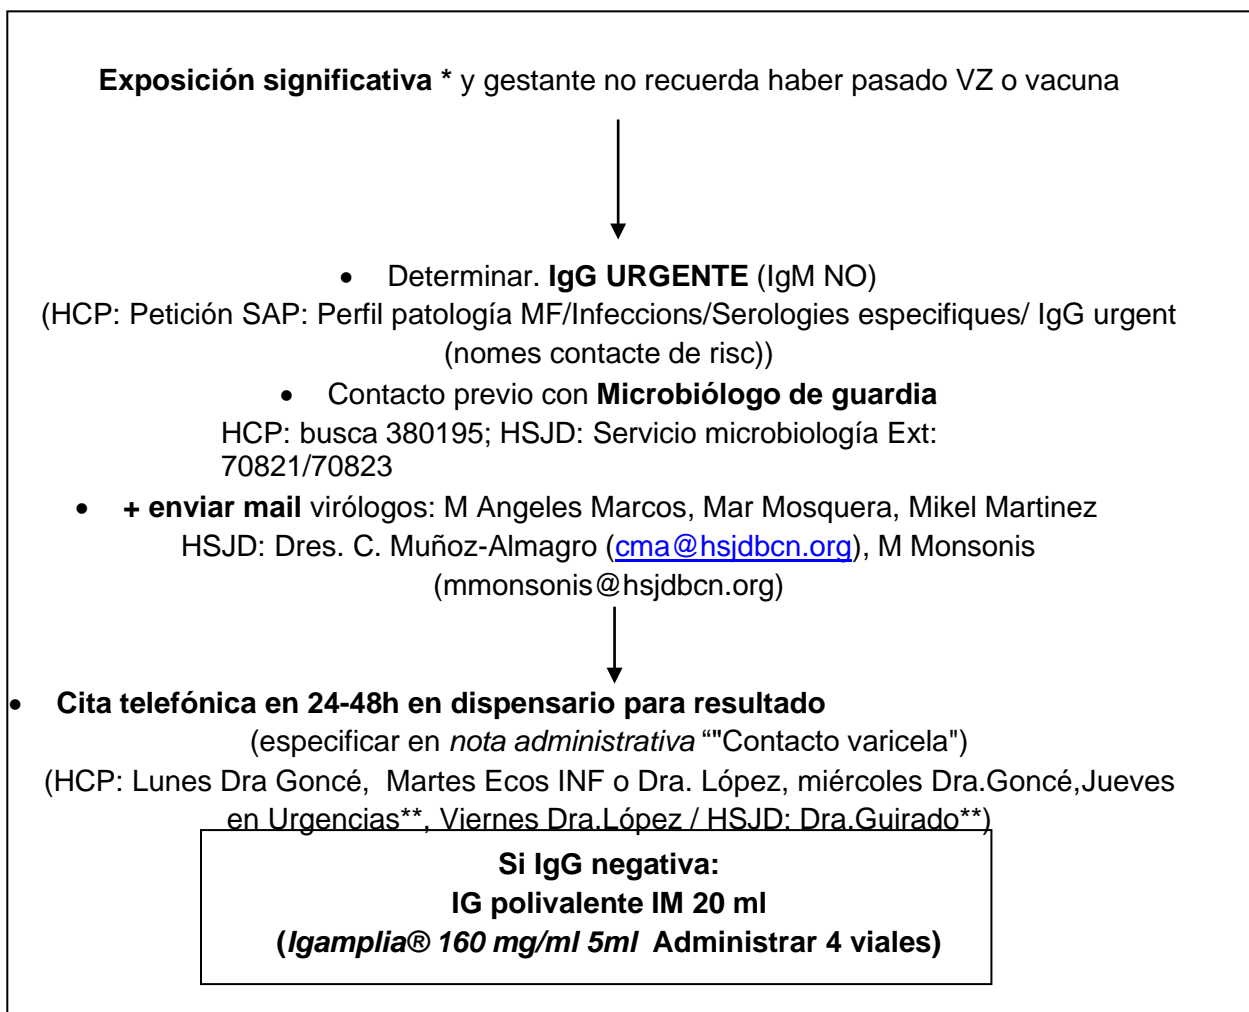 Exposición significativa * y gestante no recuerda haber pasado VZ o vacuna
• Determinar. IgG URGENTE (IgM NO)
(HCP: Petición SAP: Perfil patología MF/Infeccions/Serologies especifiques/ IgG urgent
(nomes contacte de risc))
• Contacto previo con Microbiólogo de guardia
HCP: busca 380195; HSJD: Servicio microbiología Ext:
70821/70823
• + enviar mail virólogos: M Angeles Marcos, Mar Mosquera, Mikel Martinez
HSJD: Dres. C. Muñoz-Almagro (cma@hsjdbcn.org), M Monsonis
(mmonsonis@hsjdbcn.org)
• Cita telefónica en 24-48h en dispensario para resultado
(especificar en nota administrativa “"Contacto varicela")
(HCP: Lunes Dra Goncé, Martes Ecos INF o Dra. López, miércoles Dra.Goncé,Jueves
en Urgencias**, Viernes Dra.López / HSJD: Dra.Guirado**)
Si IgG negativa:
IG polivalente IM 20 ml
(Igamplia® 160 mg/ml 5ml Administrar 4 viales)